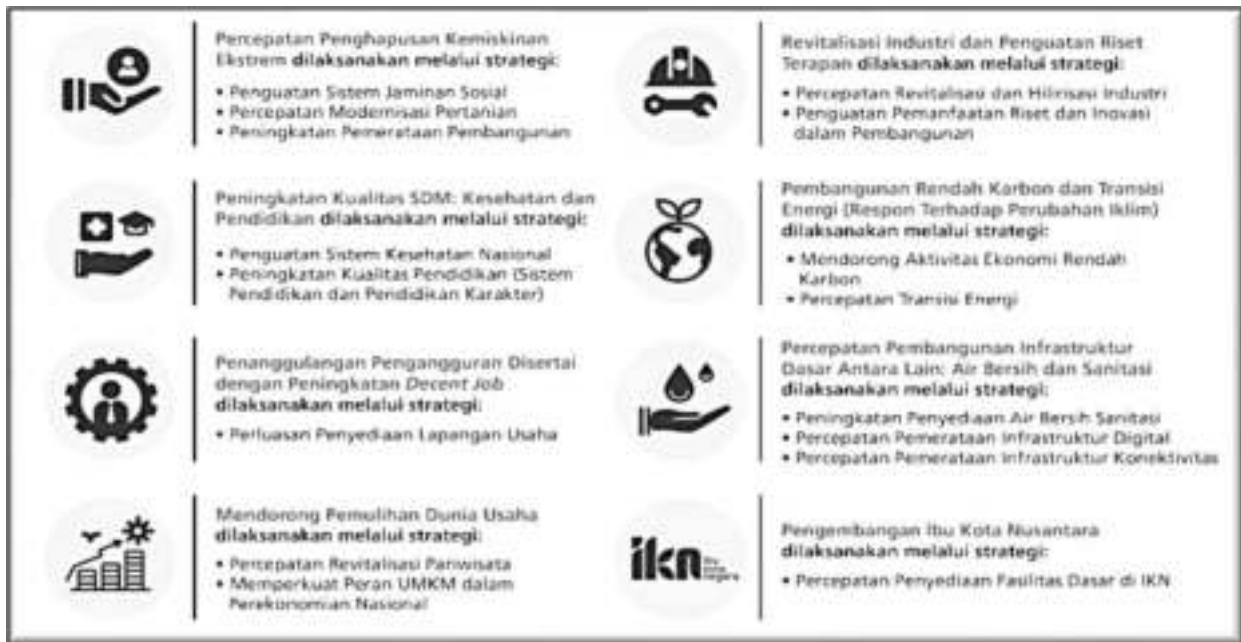 Percepatan Penghapusan Kemiskinan
Ekstrem dilaksanakan melalui strategi:
• Penguatan Sistem Jaminan Sosial
• Percepatan Modernisasi Pertanian
• Peningkatan Pemerataan Pembangunan
Peningkatan Kualitas SDM: Kesehatan dan
Pendidikan dilaksanakan melalui strategi:
• Penguatan Sistem Kesehatan Nasional
• Peningkatan Kualitas Pendidikan (Sistem
Pendidikan dan Pendidikan Karakter)
Penanggulangan Pengangguran Disertai
dengan Peningkatan Decent Job
dilaksanakan melalui strategi:
• Perluasan Penyediaan Lapangan Usaha
Mendorong Pemulihan Dunia Usaha
dilaksanakan melalui strategi:
• Percepatan Revitalisasi Pariwisata
• Memperkuat Peran UMKM dalam
Perekonomian Nasional
Revitalisasi Industri dan Penguatan Riset
Terapan dilaksanakan melalui strategi:
• Percepatan Revitalisasi dan Hilirisasi Industri
• Penguatan Pemanfaatan Riset dan Inovasi
dalam Pembangunan
Pembangunan Rendah Karbon dan Transisi
Energi (Respon Terhadap Perubahan Iklim)
dilaksanakan melalui strategi:
• Mendorong Aktivitas Ekonomi Rendah
Karbon
• Percepatan Transisi Energi
Percepatan Pembangunan Infrastruktur
Dasar Antara Lain: Air Bersih dan Sanitasi
dilaksanakan melalui strategi:
• Peningkatan Penyediaan Air Bersih Sanitasi
• Percepatan Pemerataan Infrastruktur Digital
• Percepatan Pemerataan Infrastruktur Konektivitas
ikn
ibu
kota
negara
Pengembangan Ibu Kota Nusantara
dilaksanakan melalui strategi:
• Percepatan Penyediaan Fasilitas Dasar di IKN